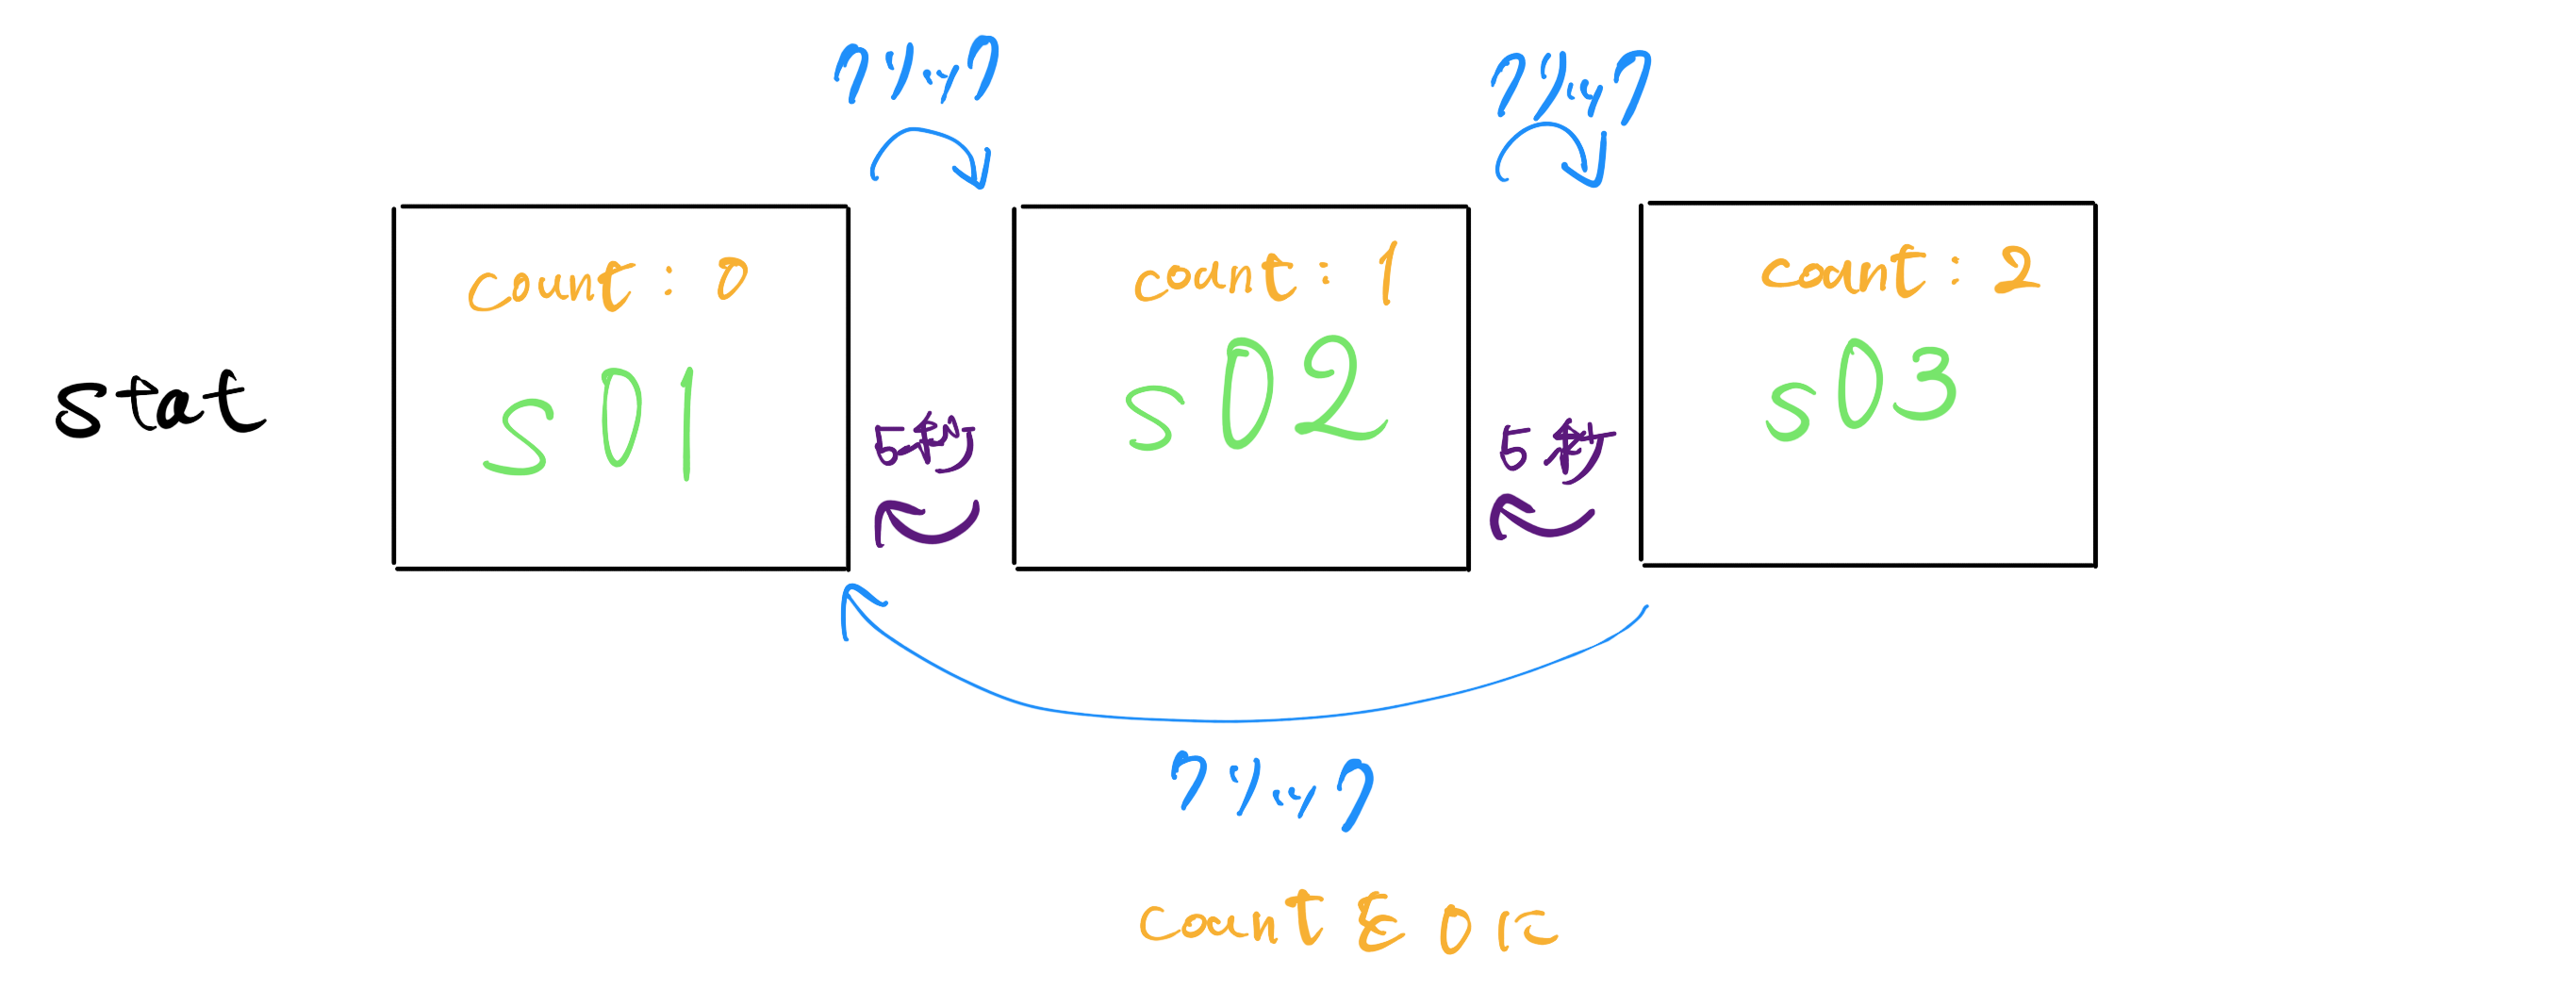 クリック
クリック
count : 0
count : 1
count : 2
stat
s01
s02
s03
5秒
5秒
クリック
countを0に